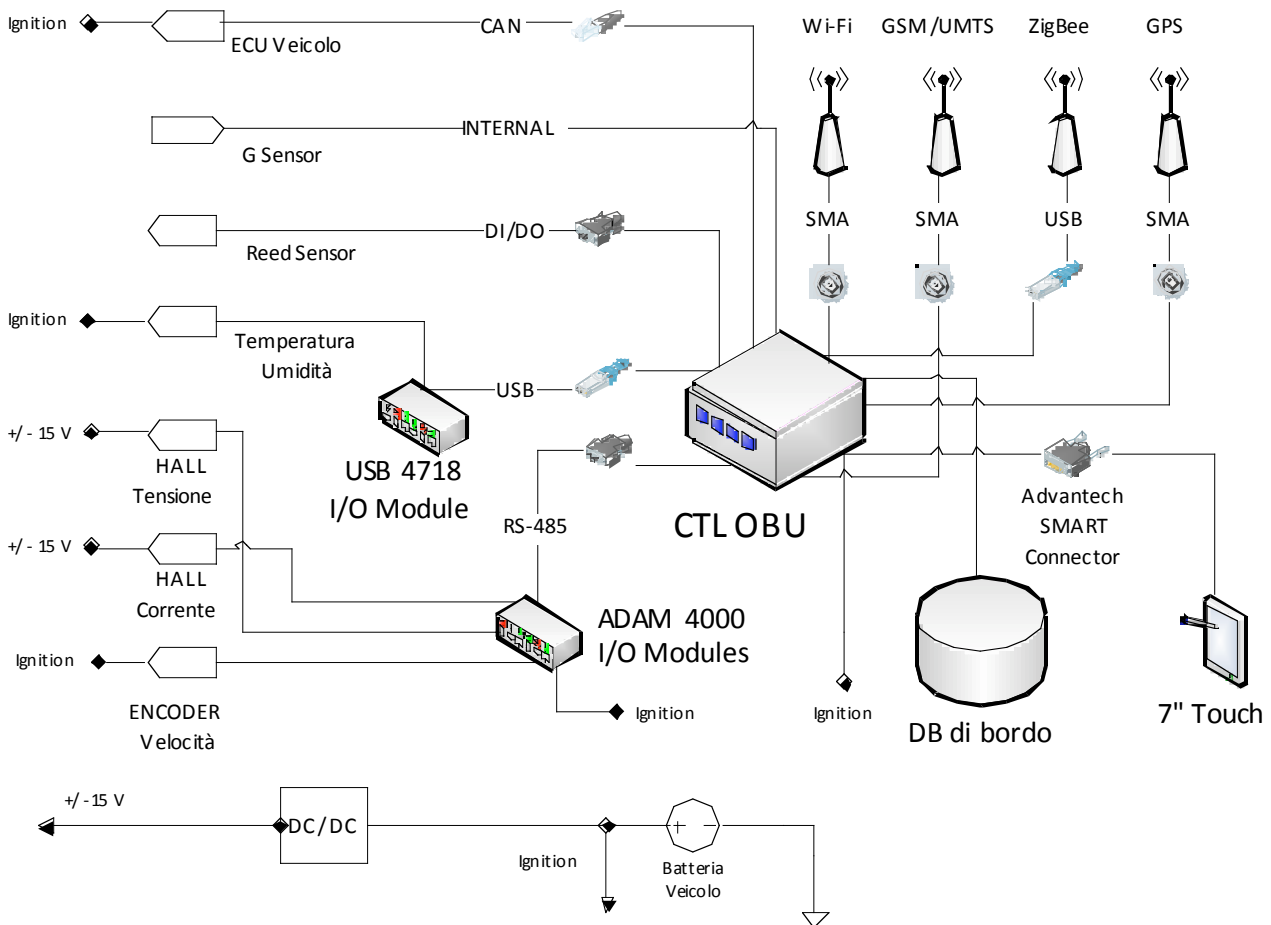 Ignition
ECU Veicolo
CAN
Wi-Fi
GSM/UMTS
ZigBee
GPS
INTERNAL
G Sensor
DI/DO
Reed Sensor
SMA
SMA
USB
SMA
Ignition
Temperatura
Umidità
USB
USB 4718
I/O Module
+/- 15 V
HALL
Tensione
+/- 15 V
HALL
Corrente
RS-485
CTL OBU
Advantech
SMART
Connector
ADAM 4000
I/O Modules
Ignition
ENCODER
Velocità
Ignition
Ignition
DB di bordo
7" Touch
+/-15 V
DC/DC
Ignition
+ -
Batteria
Veicolo